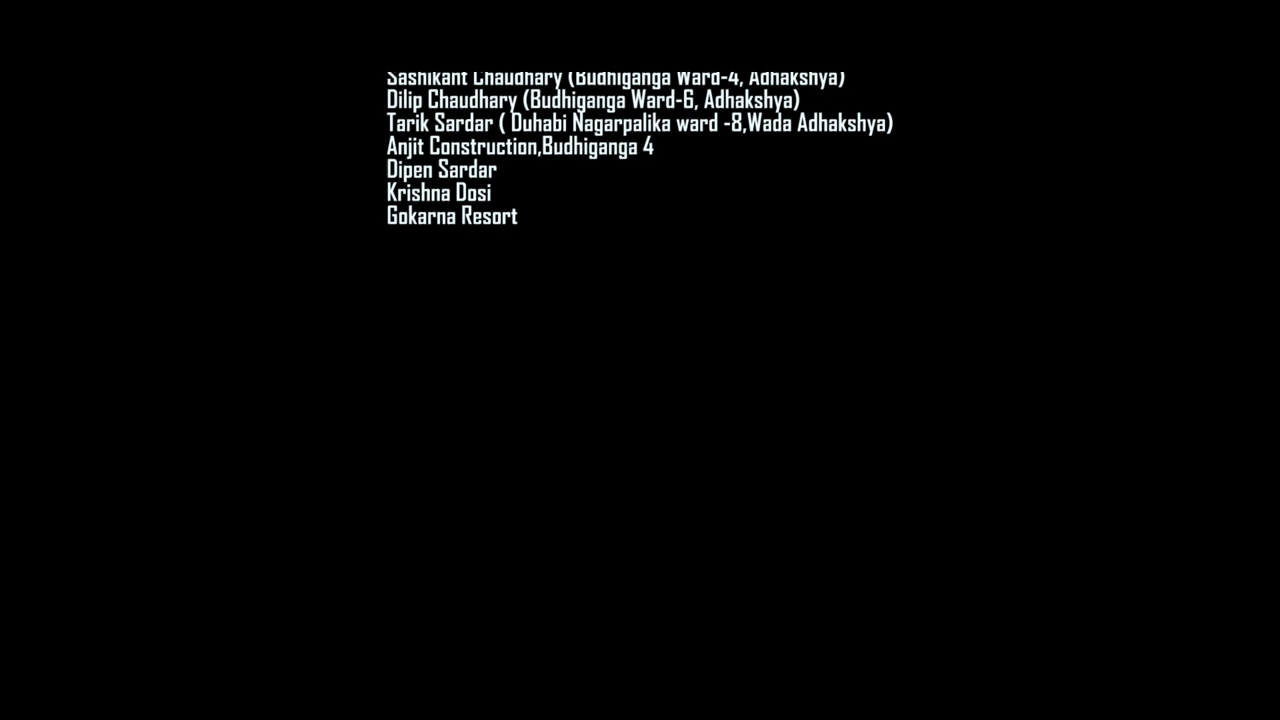 Sashikant Chaudhary (Budhiganga Ward-4, Adhakshya)
Dilip Chaudhary (Budhiganga Ward-6, Adhakshya)
Tarik Sardar ( Duhabi Nagarpalika ward -8,Wada Adhakshya)
Anjit Construction,Budhiganga 4
Dipen Sardar
Krishna Dosi
Gokarna Resort